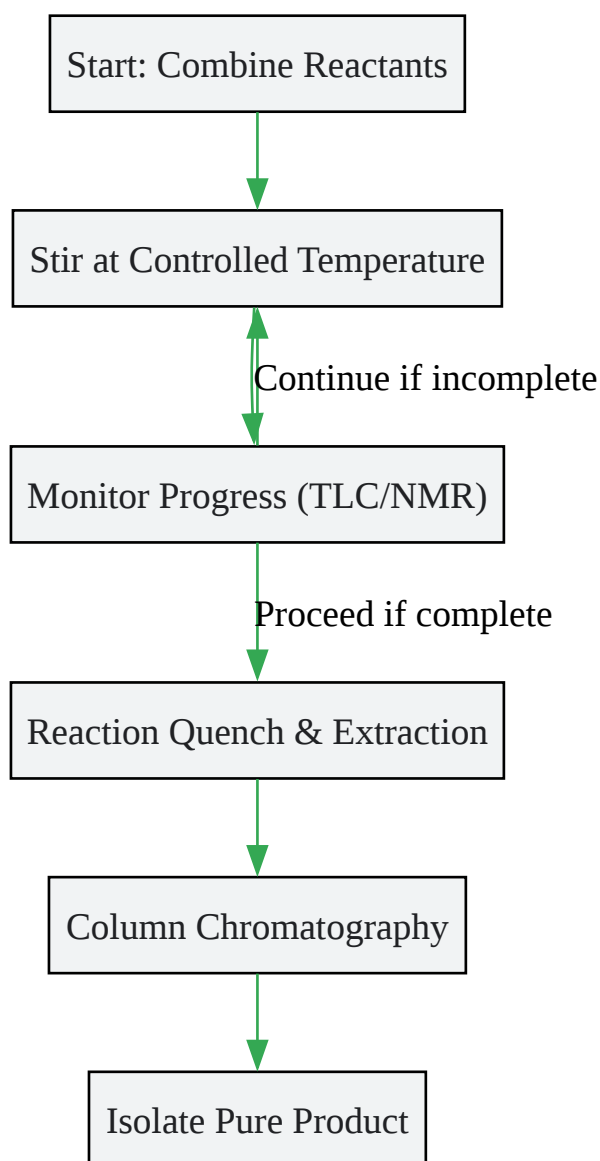 Start: Combine Reactants
Stir at Controlled Temperature
Continue if incomplete
Monitor Progress (TLC/NMR)
Proceed if complete
Reaction Quench & Extraction
Column Chromatography
Isolate Pure Product